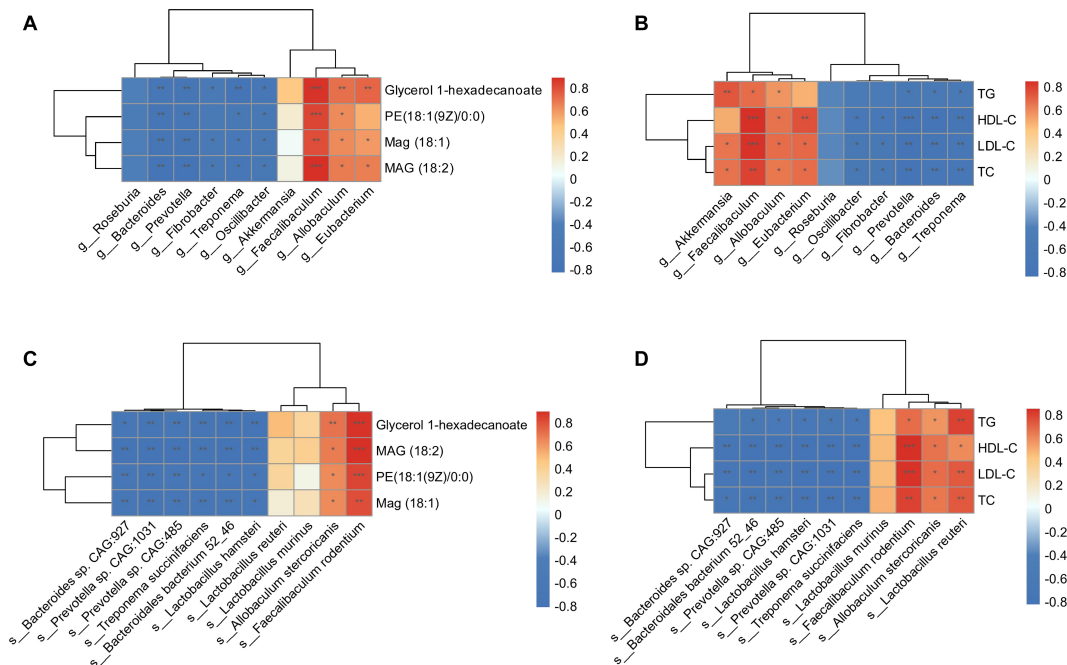 A
Glycerol 1-hexadecanoate
PE(18:1(9Z)/0:0)
Mag (18:1)
MAG (18:2)
0.8
0.6
0.4
0.2
0
-0.2
-0.4
-0.6
-0.8
g__Roseburia
g__Bacteroides
g__Prevotella
g__Fibrobacter
g__Treponema
g__Oscillibacter
g__Akkermansia
g__Faecalibaculum
g__Allobaculum
g__Eubacterium
B
TG
HDL-C
LDL-C
TC
0.8
0.6
0.4
0.2
0
-0.2
-0.4
-0.6
-0.8
g__Akkermansia
g__Faecalibaculum
g__Allobaculum
g__Eubacterium
g__Roseburia
g__Oscillibacter
g__Fibrobacter
g__Prevotella
g__Bacteroides
g__Treponema
C
Glycerol 1-hexadecanoate
MAG (18:2)
PE(18:1(9Z)/0:0)
Mag (18:1)
0.8
0.6
0.4
0.2
0
-0.2
-0.4
-0.6
-0.8
s__Bacteroides sp. CAG:927
s__Prevotella sp. CAG:1031
s__Prevotella sp. CAG:485
s__Treponema succinifaciens
s__Bacteroidales bacterium 52_46
s__Lactobacillus hamsteri
s__Lactobacillus reuteri
s__Lactobacillus murinus
s__Allobaculum stercoricanis
s__Faecalibaculum rodentium
D
TG
HDL-C
LDL-C
TC
0.8
0.6
0.4
0.2
0
-0.2
-0.4
-0.6
-0.8
s__Bacteroides sp. CAG:927
s__Bacteroidales bacterium 52_46
s__Prevotella sp. CAG:485
s__Lactobacillus hamsteri
s__Prevotella sp. CAG:1031
s__Treponema succinifaciens
s__Lactobacillus murinus
s__Faecalibaculum rodentium
s__Allobaculum stercoricanis
s__Lactobacillus reuteri